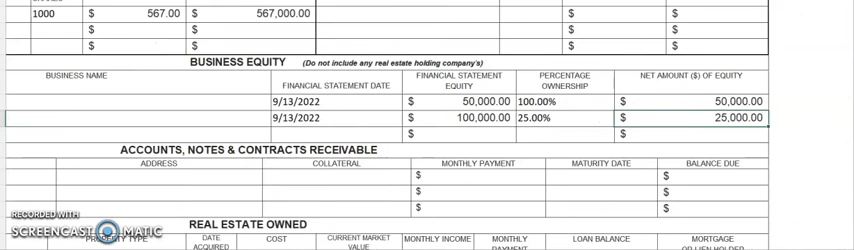 1000 $ 567.00 $ 567,000.00 $ $
$ $ $ $
$ $ $ $
BUSINESS EQUITY (Do not include any real estate holding company's)
BUSINESS NAME FINANCIAL STATEMENT DATE FINANCIAL STATEMENT EQUITY PERCENTAGE OWNERSHIP NET AMOUNT ($) OF EQUITY
9/13/2022 $ 50,000.00 100.00% $ 50,000.00
9/13/2022 $ 100,000.00 25.00% $ 25,000.00
$ $
ACCOUNTS, NOTES & CONTRACTS RECEIVABLE
ADDRESS COLLATERAL MONTHLY PAYMENT MATURITY DATE BALANCE DUE
$ $
$ $
$ $
RECORDED WITH
SCREENCAST MATIC
REAL ESTATE OWNED
PROPERTY TYPE DATE ACQUIRED COST CURRENT MARKET VALUE MONTHLY INCOME MONTHLY PAYMENT LOAN BALANCE MORTGAGE OR LIEN HOLDER